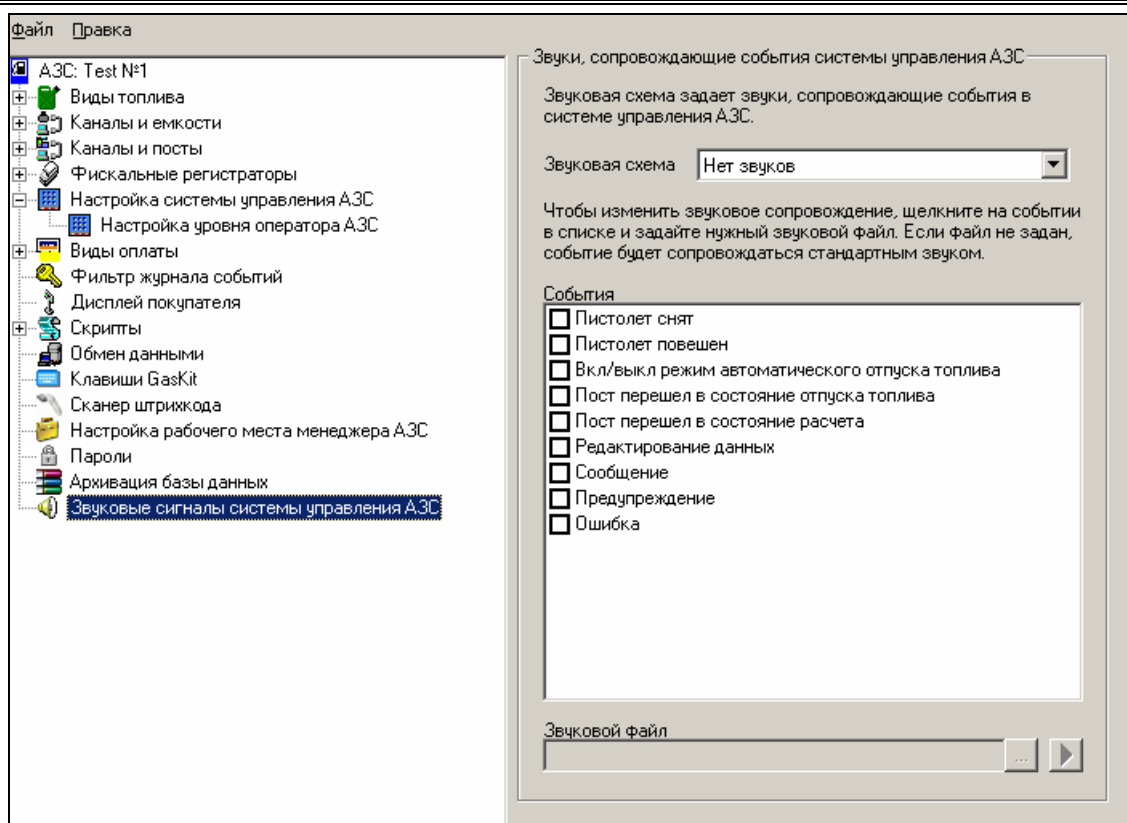 Файл Правка
АЗС: Test №1
Виды топлива
Каналы и емкости
Каналы и посты
Фискальные регистраторы
Настройка системы управления АЗС
Настройка уровня оператора АЗС
Виды оплаты
Фильтр журнала событий
Дисплей покупателя
Скрипты
Обмен данными
Клавиши GasKit
Сканер штрихкода
Настройка рабочего места менеджера АЗС
Пароли
Архивация базы данных
Звуковые сигналы системы управления АЗС
Звуки, сопровождающие события системы управления АЗС
Звуковая схема задает звуки, сопровождающие события в
системе управления АЗС.
Звуковая схема Нет звуков
Чтобы изменить звуковое сопровождение, щелкните на событии
в списке и задайте нужный звуковой файл. Если файл не задан,
событие будет сопровождаться стандартным звуком.
События
Пистолет снят
Пистолет повешен
Вкл/выкл режим автоматического отпуска топлива
Пост перешел в состояние отпуска топлива
Пост перешел в состояние расчета
Редактирование данных
Сообщение
Предупреждение
Ошибка
Звуковой файл
...